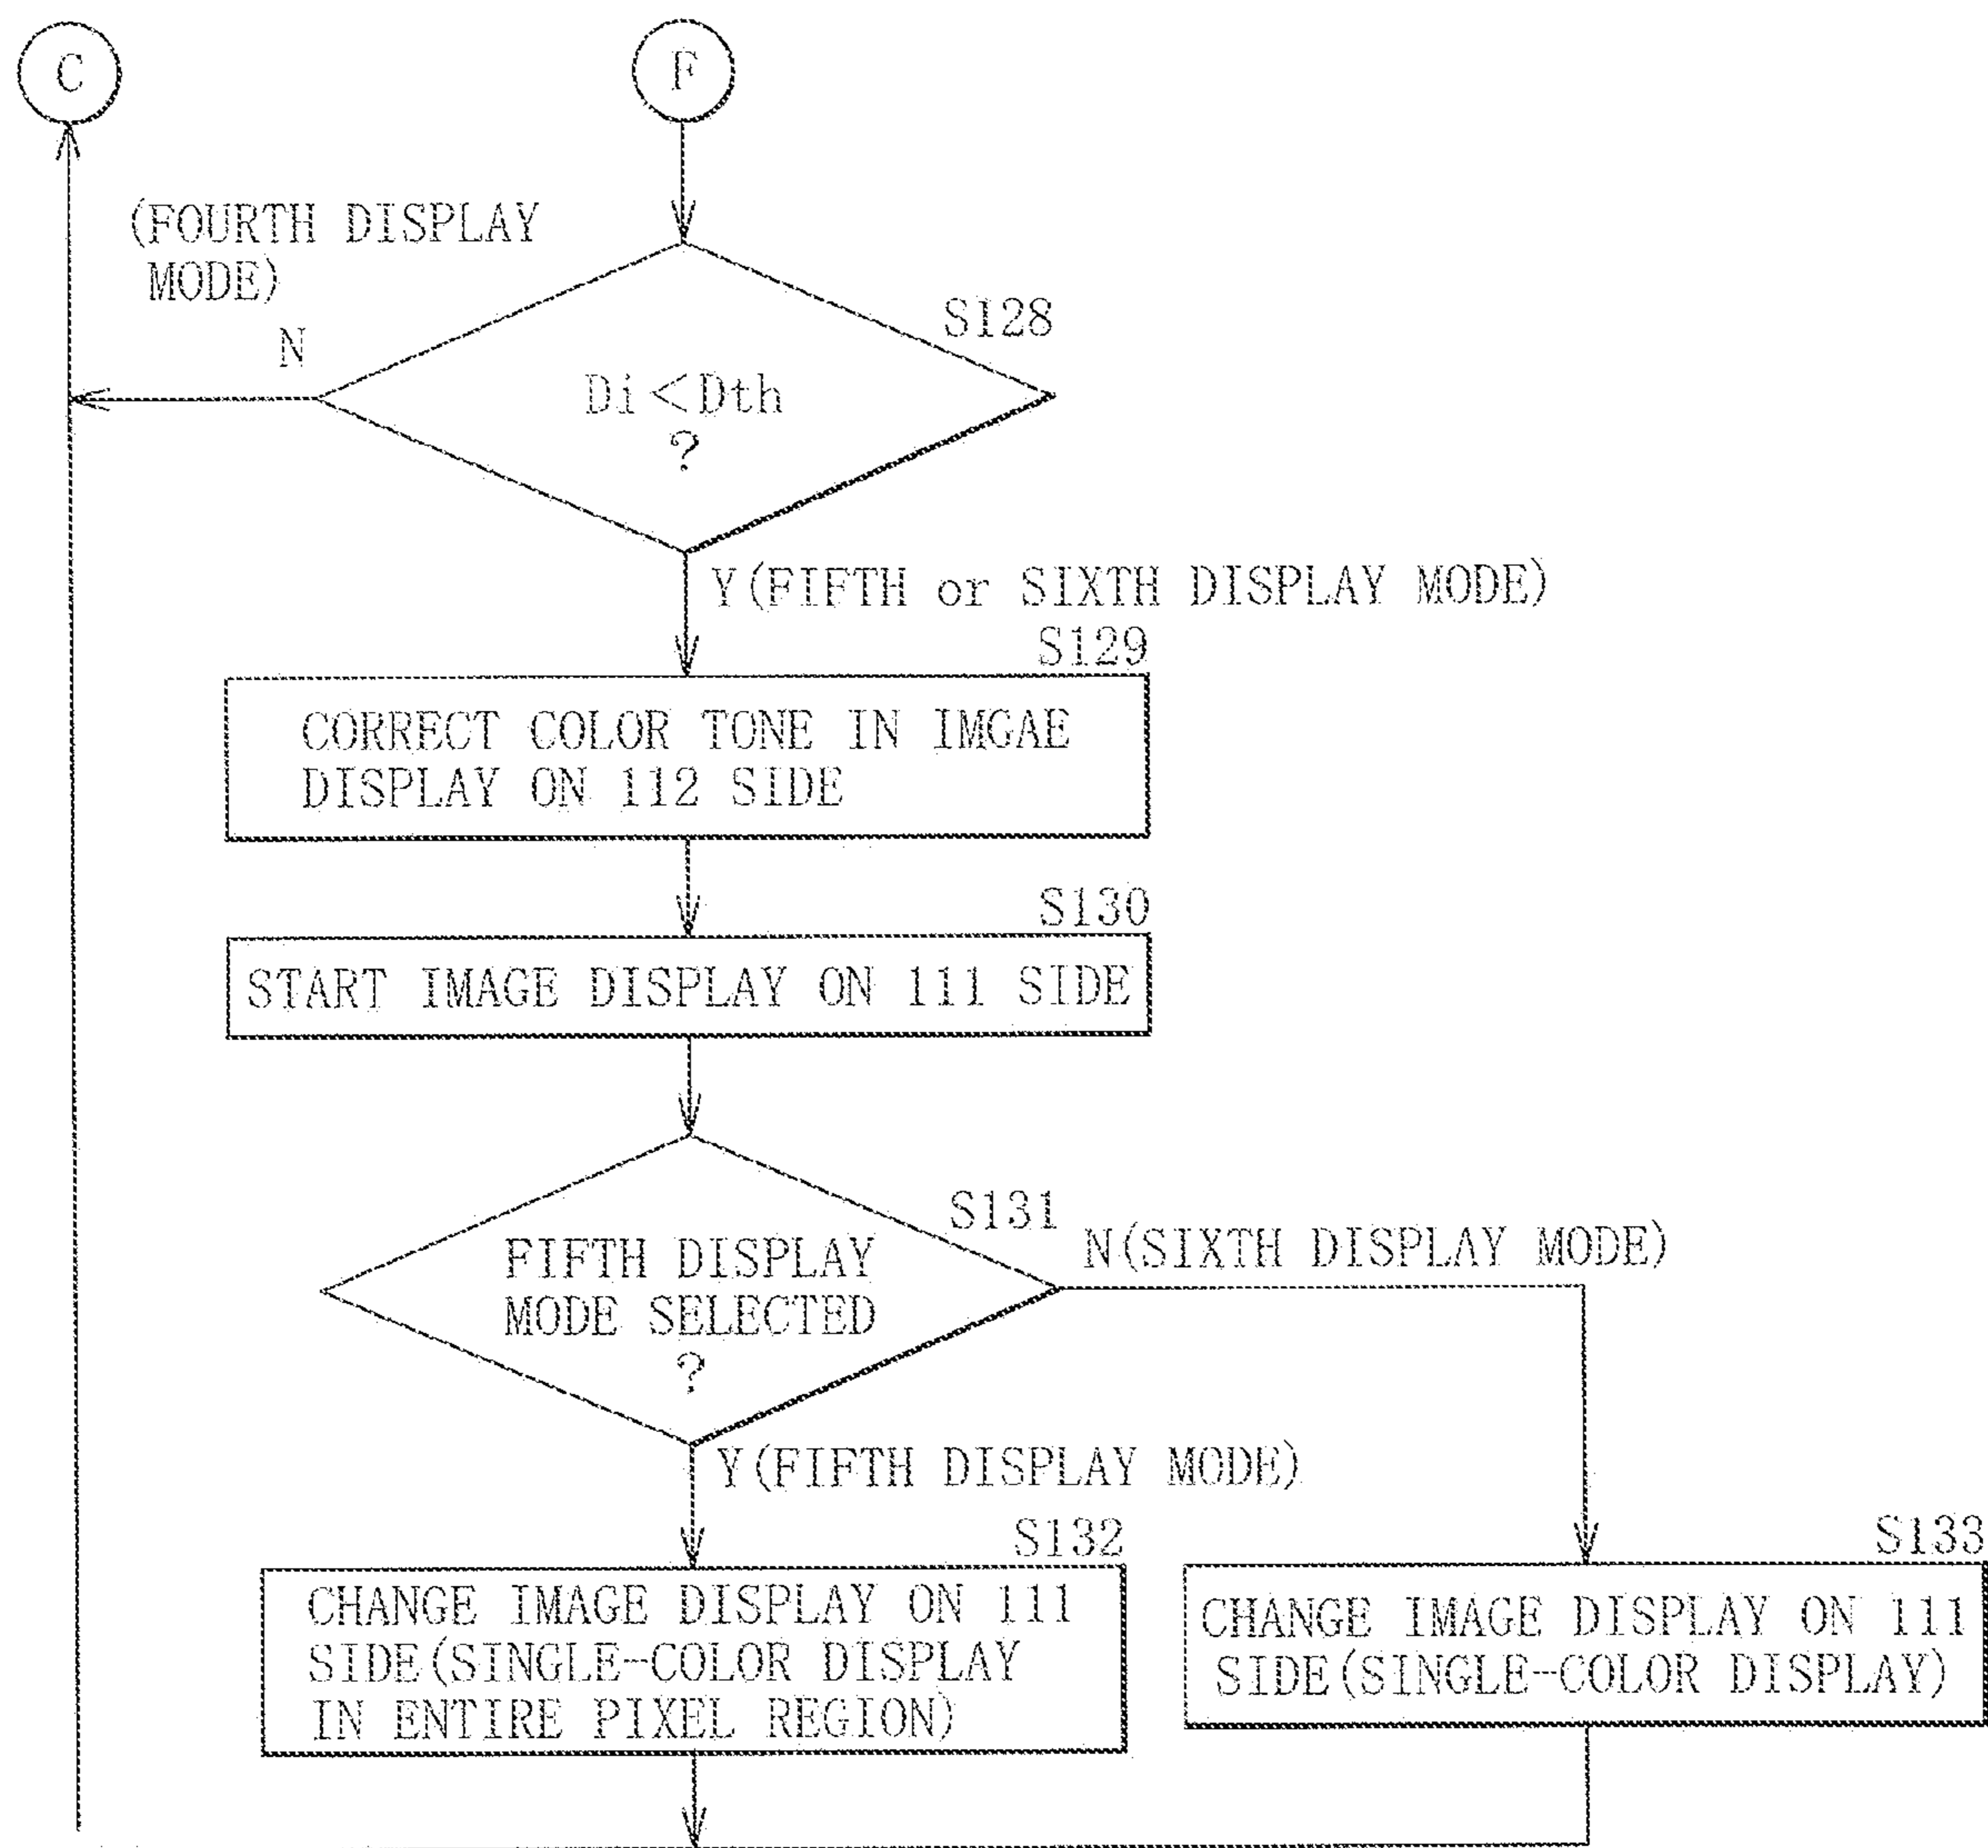 C
F
(FOURTH DISPLAY
MODE)
N
S128
Di<Dth
?
Y(FIFTH or SIXTH DISPLAY MODE)
S129
CORRECT COLOR TONE IN IMGAE
DISPLAY ON 112 SIDE
S130
START IMAGE DISPLAY ON 111 SIDE
S131
FIFTH DISPLAY
MODE SELECTED
?
N(SIXTH DISPLAY MODE)
Y(FIFTH DISPLAY MODE)
S132
CHANGE IMAGE DISPLAY ON 111
SIDE(SINGLE-COLOR DISPLAY
IN ENTIRE PIXEL REGION)
S133
CHANGE IMAGE DISPLAY ON 111
SIDE(SINGLE-COLOR DISPLAY)